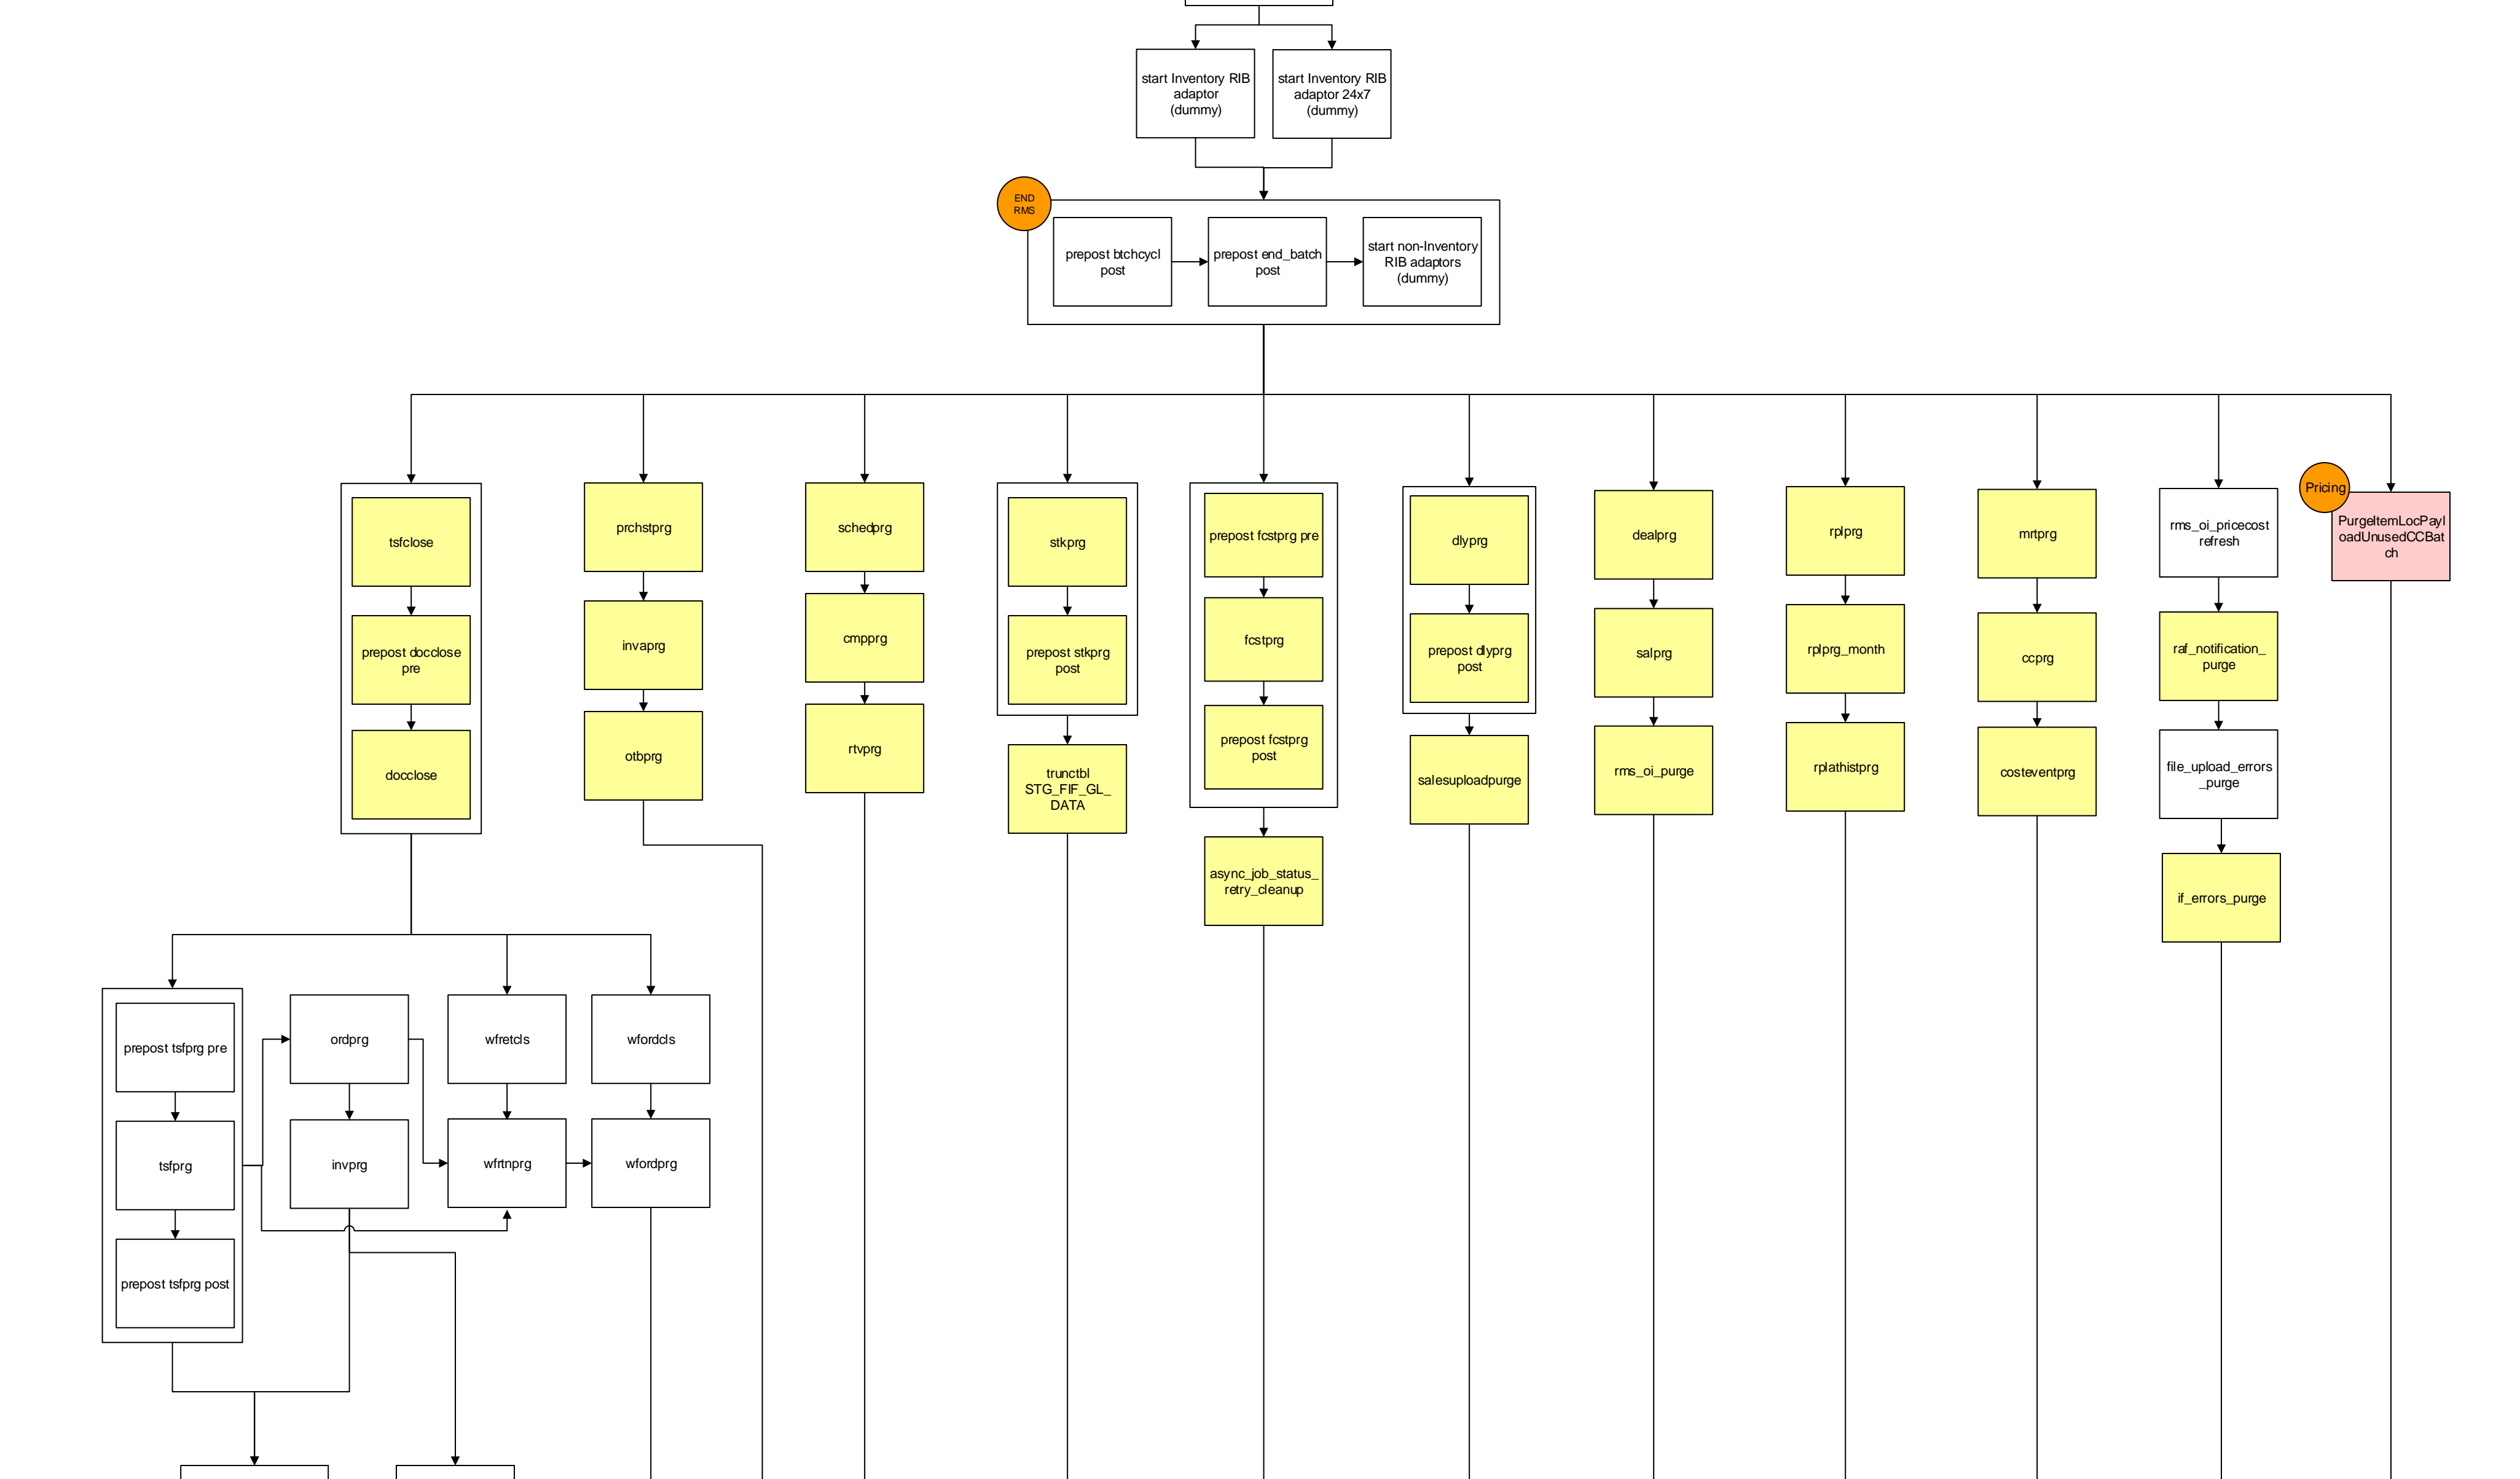 start Inventory RIB
adaptor
(dummy)
start Inventory RIB
adaptor 24x7
(dummy)
END
RMS
prepost btchcycl
post
prepost end_batch
post
start non-Inventory
RIB adaptors
(dummy)
tsfclose
prepost docclose
pre
docclose
prchstprg
invaprg
otbprg
schedprg
cmpprg
rtvprg
stkprg
prepost stkprg
post
trunctbl
STG_FIF_GL_
DATA
prepost fcstprg pre
fcstprg
prepost fcstprg
post
async_job_status_
retry_cleanup
dlyprg
prepost dlyprg
post
salesuploadpurge
dealprg
salprg
rms_oi_purge
rplprg
rplprg_month
rplathistprg
mrtprg
ccprg
costeventprg
rms_oi_pricecost
refresh
raf_notification_
purge
file_upload_errors
_purge
if_errors_purge
Pricing
PurgeItemLocPayl
oadUnusedCCBat
ch
prepost tsfprg pre
tsfprg
prepost tsfprg post
ordprg
invprg
wfretcls
wfrtnprg
wfordcls
wfordprg